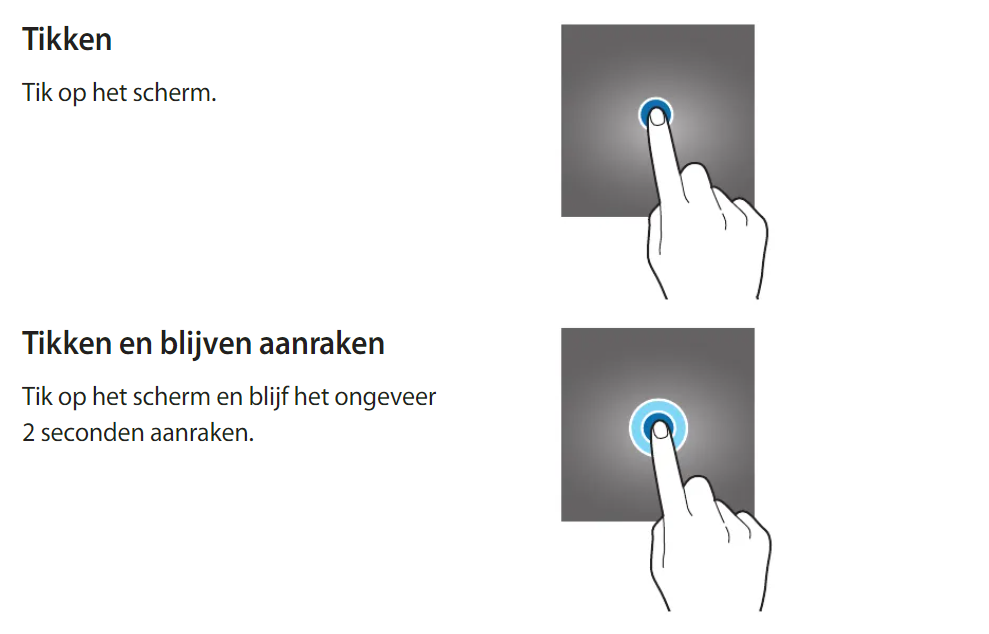 Tikken
Tik op het scherm.
Tikken en blijven aanraken
Tik op het scherm en blijf het ongeveer
2 seconden aanraken.